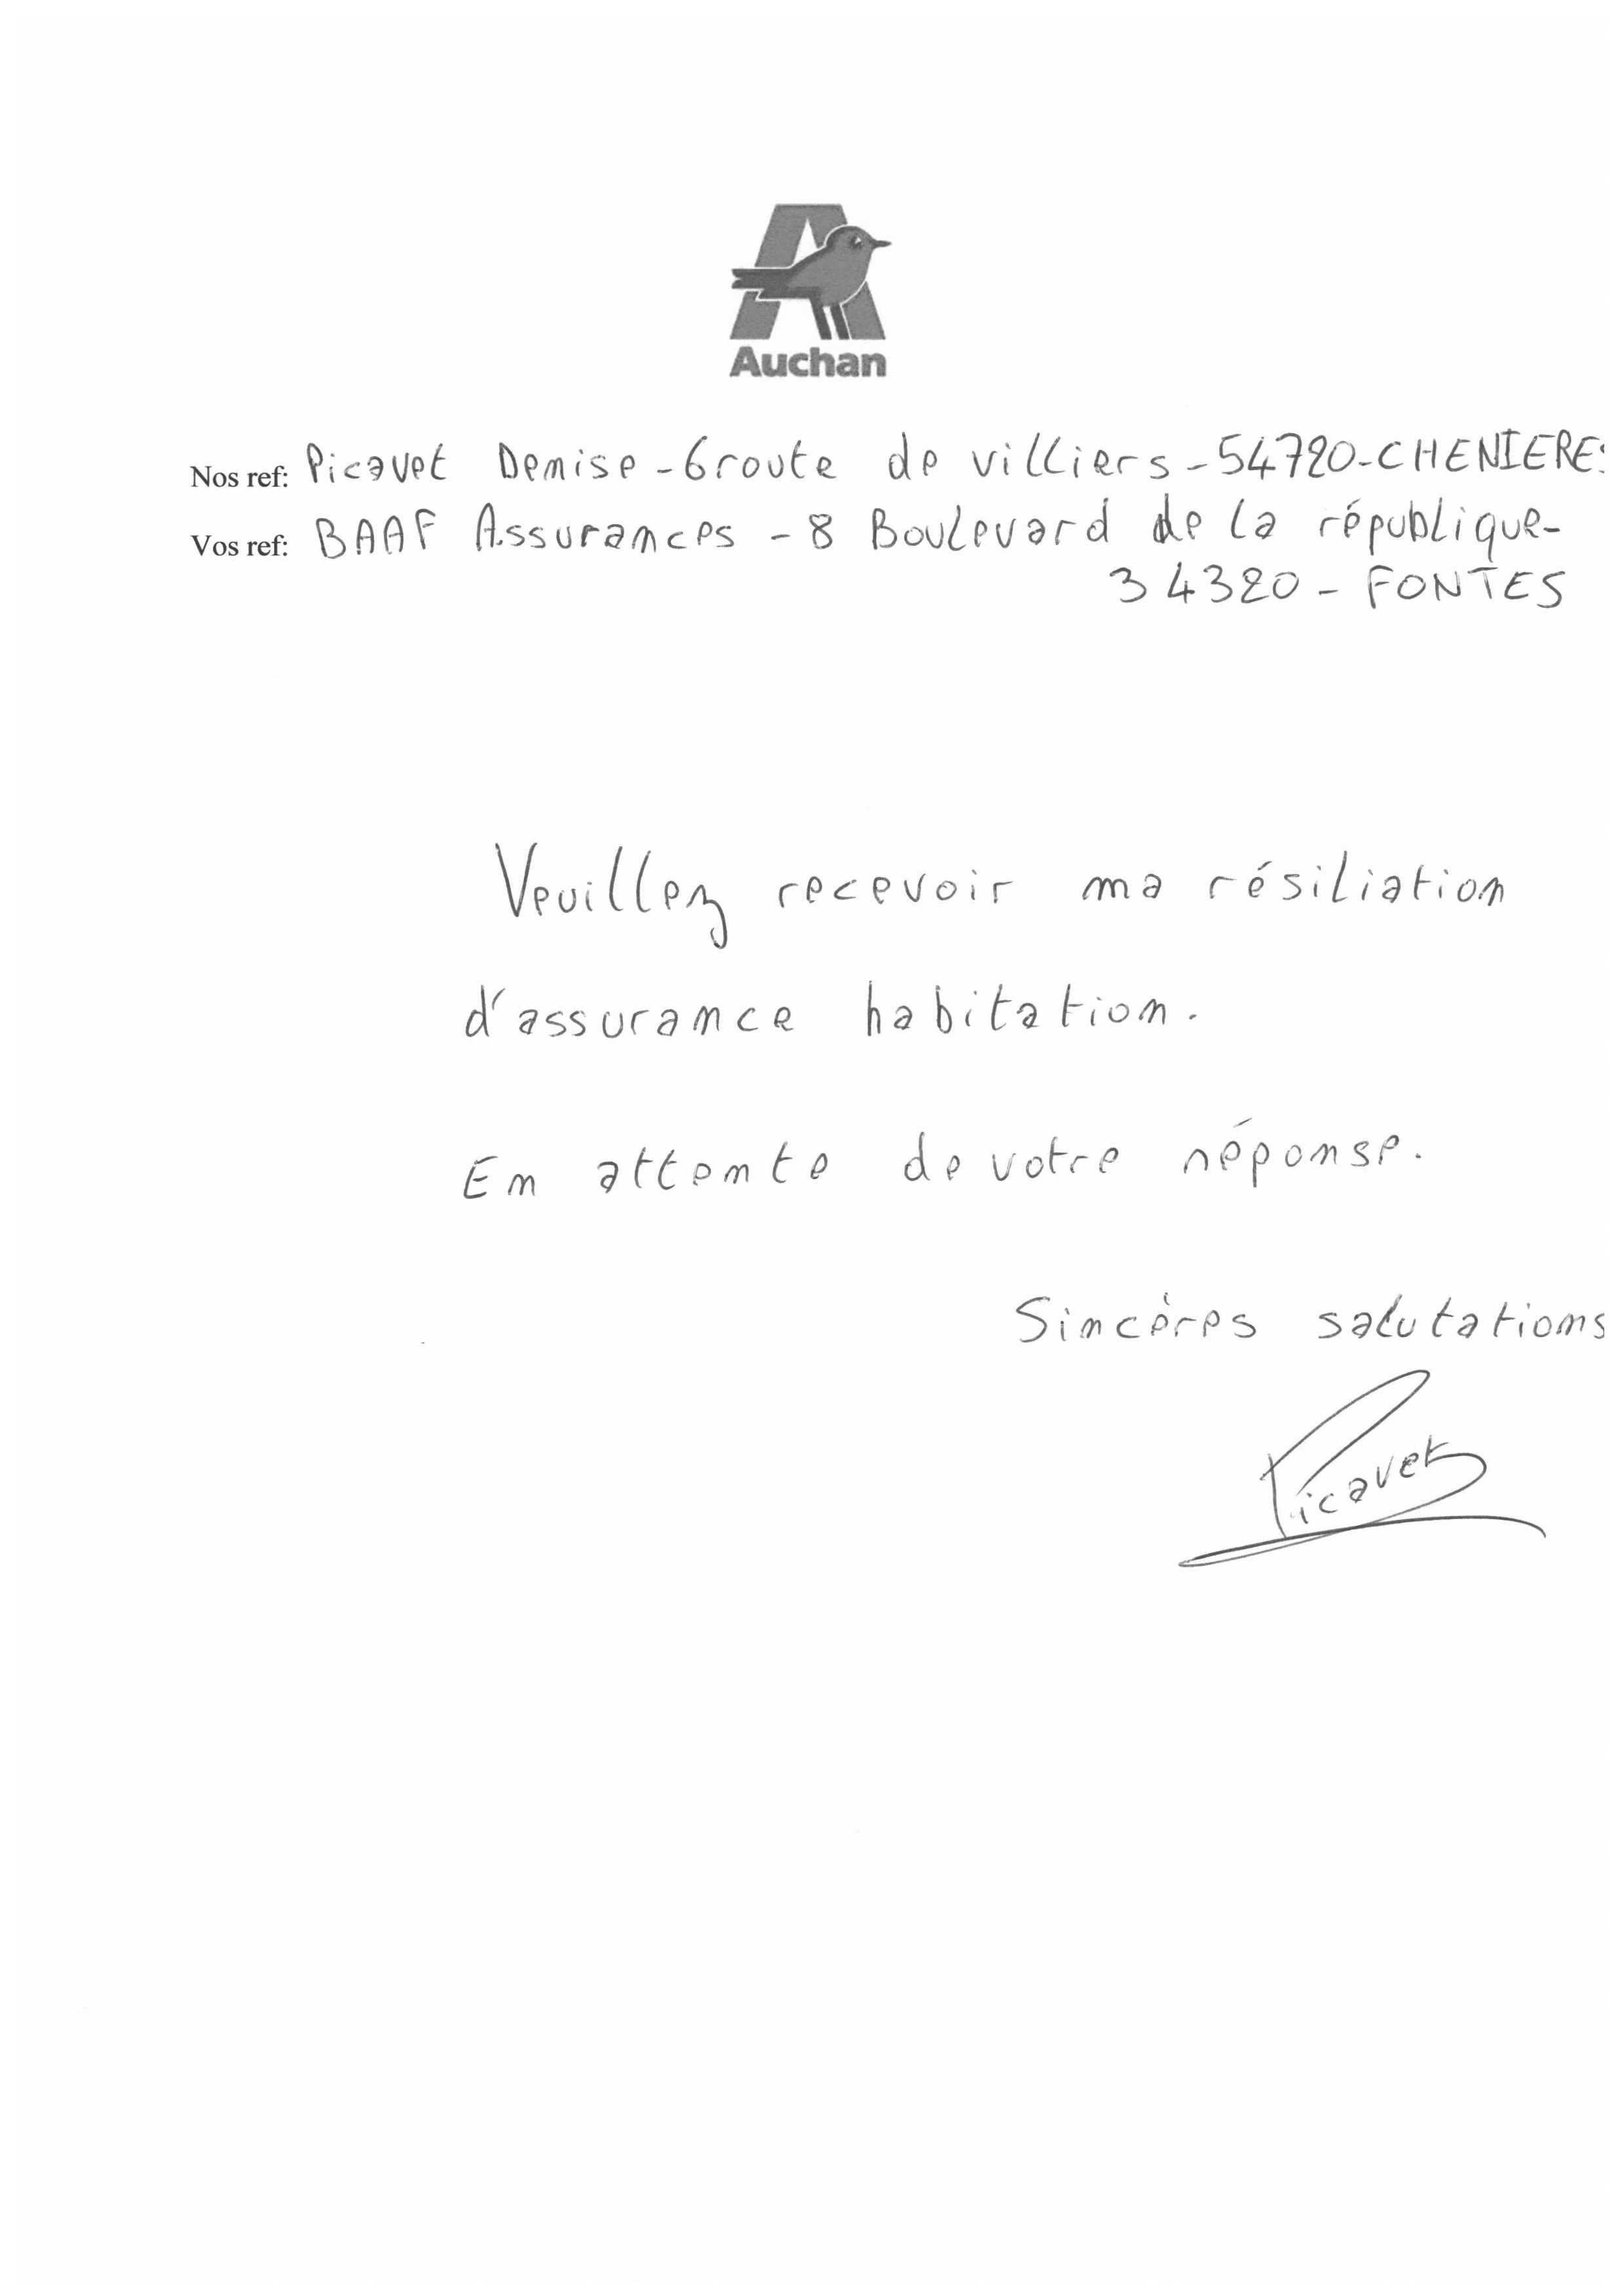 Auchan
Nos ref: Picavet Denise - 6 route de villiers - 54720 - CHENIERES
Vos ref: BAAF Assurances - 8 Boulevard de la république -
34320 - FONTES
Veuillez recevoir ma résiliation
d'assurance habitation.
En attente de votre réponse.
Sincères salutations
Picavet